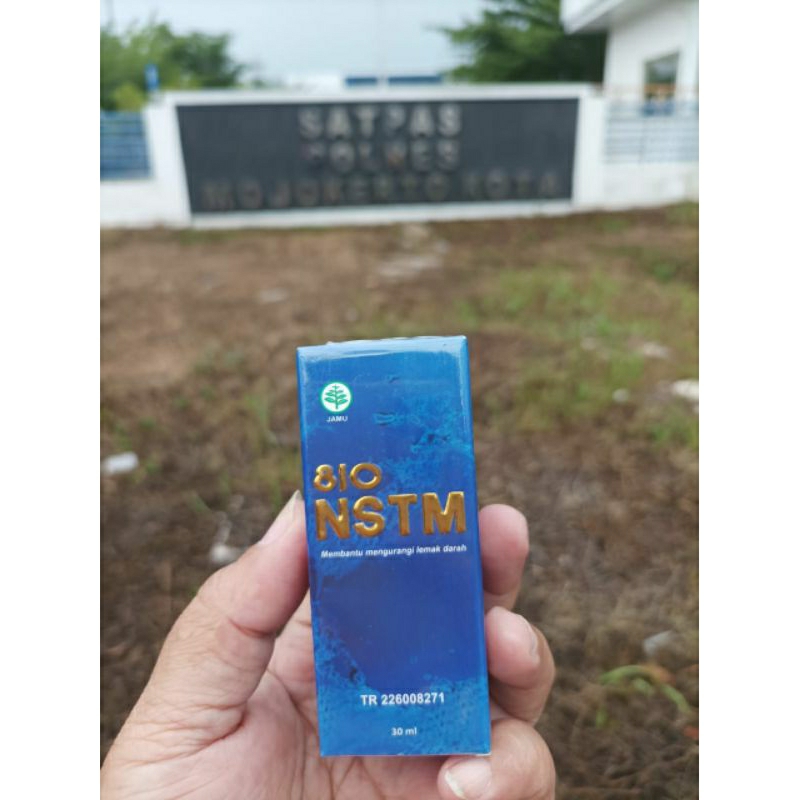 SATPAS
POLRES
MOJOKERTO KOTA
JAMU
BIO
NSTM
Membantu mengurangi lemak darah
TR 226008271
30 ml